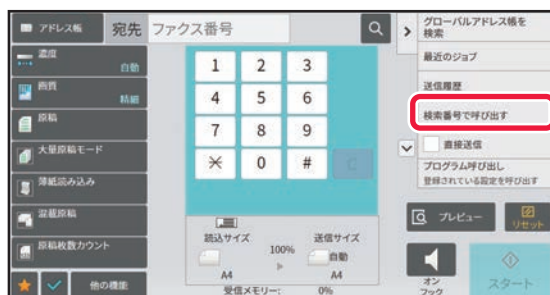 アドレス帳
宛先
ファクス番号
グローバルアドレス帳を
検索
濃度
自動
最近のジョブ
画質
精細
送信履歴
原稿
検索番号で呼び出す
大量原稿モード
直接送信
薄紙読み込み
プログラム呼び出し
登録されている設定を呼び出す
混載原稿
原稿枚数カウント
1 2 3
4 5 6
7 8 9
0 # C
プレビュー
リセット
読込サイズ
100%
送信サイズ
自動
A4
A4
他の機能
受信メモリー: 0%
オン
フック
スタート